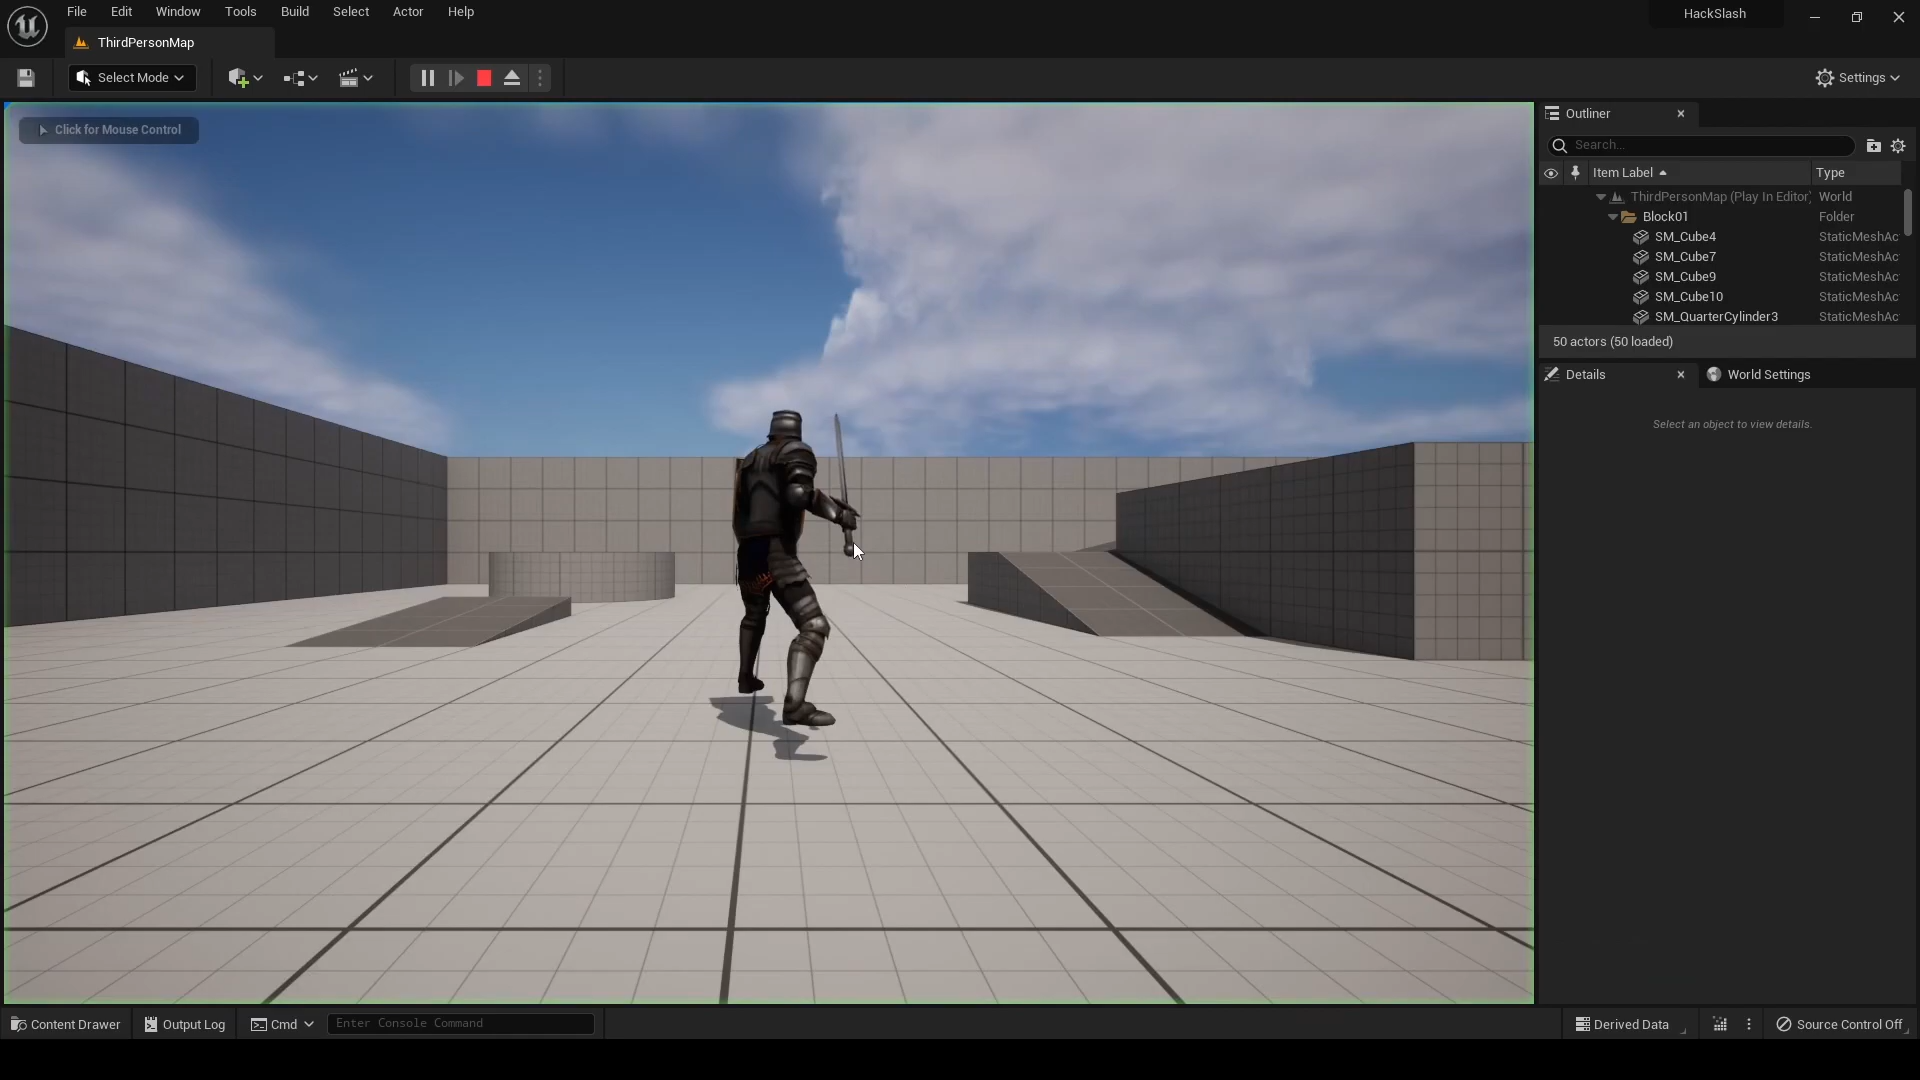 File Edit Window Tools Build Select Actor Help
HackSlash
ThirdPersonMap
Select Mode
Settings
Click for Mouse Control
Outliner
Search...
Item Label Type
ThirdPersonMap (Play In Editor) World
Block01 Folder
SM_Cube4 StaticMeshAc
SM_Cube7 StaticMeshAc
SM_Cube9 StaticMeshAc
SM_Cube10 StaticMeshAc
SM_QuarterCylinder3 StaticMeshAc
50 actors (50 loaded)
Details World Settings
Select an object to view details.
Content Drawer Output Log Cmd Enter Console Command Derived Data Source Control Off